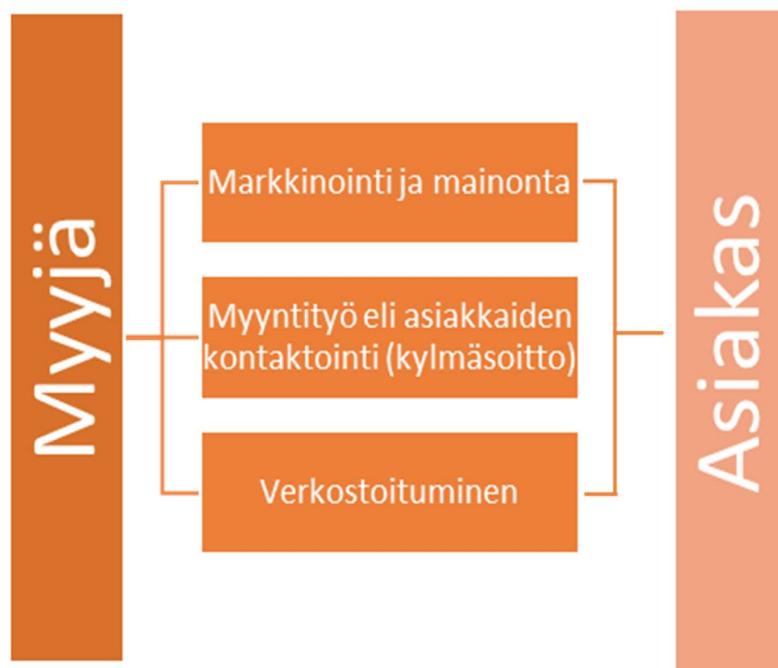 Myyjä
Markkinointi ja mainonta
Myyntityö eli asiakkaiden
kontaktointi (kylmäsoitto)
Verkostoituminen
Asiakas